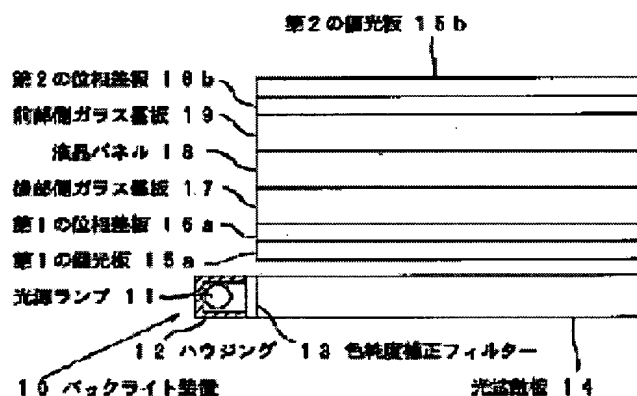 第2の偏光板 15b
第2の位相差板 16b
前部側ガラス基板 19
液晶パネル 18
後部側ガラス基板 17
第1の位相差板 16a
第1の偏光板 15a
光源ランプ 11
12 ハウジング 13 色純度補正フィルター
10 バックライト装置 光拡散板 14